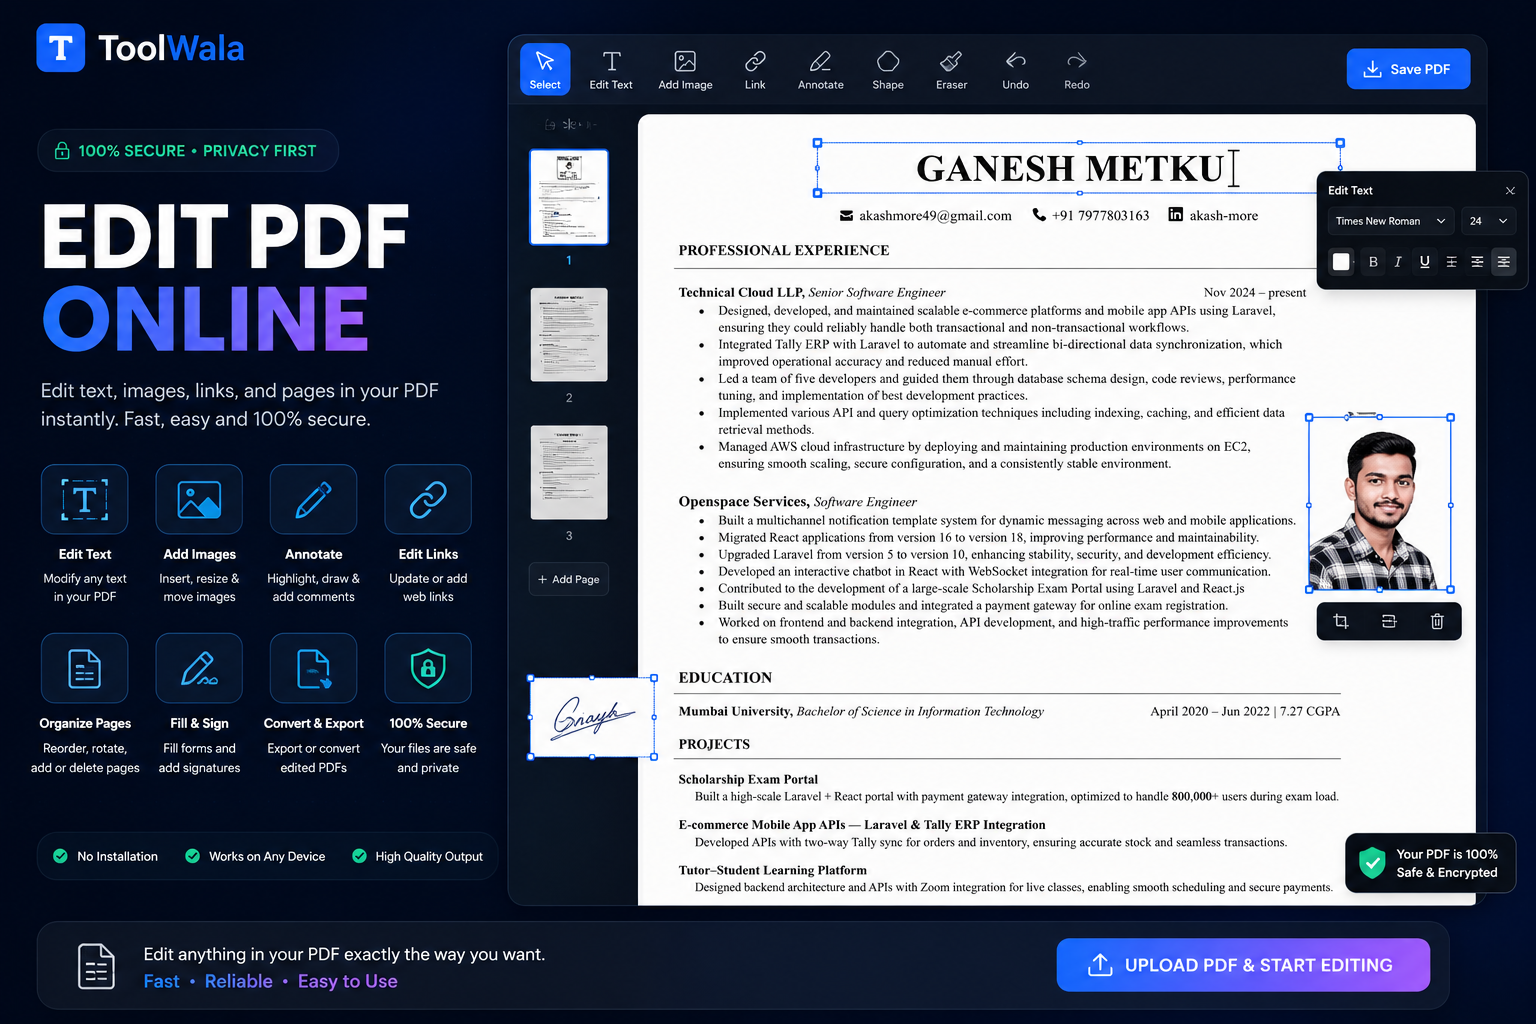 ToolWala
100% SECURE • PRIVACY FIRST
EDIT PDF
ONLINE
Edit text, images, links, and pages in your PDF
instantly. Fast, easy and 100% secure.
Edit Text
Modify any text
in your PDF
Add Images
Insert, resize &
move images
Annotate
Highlight, draw &
add comments
Edit Links
Update or add
web links
Organize Pages
Reorder, rotate,
add or delete pages
Fill & Sign
Fill forms and
add signatures
Convert & Export
Export or convert
edited PDFs
100% Secure
Your files are safe
and private
No Installation
Works on Any Device
High Quality Output
Select
Edit Text
Add Image
Link
Annotate
Shape
Eraser
Undo
Redo
Save PDF
1
2
3
+ Add Page
GANESH METKU
akashmore49@gmail.com +91 7977803163 akash-more
PROFESSIONAL EXPERIENCE
Technical Cloud LLP, Senior Software Engineer Nov 2024 – present
• Designed, developed, and maintained scalable e-commerce platforms and mobile app APIs using Laravel,
ensuring they could reliably handle both transactional and non-transactional workflows.
• Integrated Tally ERP with Laravel to automate and streamline bi-directional data synchronization, which
improved operational accuracy and reduced manual effort.
• Led a team of five developers and guided them through database schema design, code reviews, performance
tuning, and implementation of best development practices.
• Implemented various API and query optimization techniques including indexing, caching, and efficient data
retrieval methods.
• Managed AWS cloud infrastructure by deploying and maintaining production environments on EC2,
ensuring smooth scaling, secure configuration, and a consistently stable environment.
Openspace Services, Software Engineer
• Built a multichannel notification template system for dynamic messaging across web and mobile applications.
• Migrated React applications from version 16 to version 18, improving performance and maintainability.
• Upgraded Laravel from version 5 to version 10, enhancing stability, security, and development efficiency.
• Developed an interactive chatbot in React with WebSocket integration for real-time user communication.
• Contributed to the development of a large-scale Scholarship Exam Portal using Laravel and React.js
• Built secure and scalable modules and integrated a payment gateway for online exam registration.
• Worked on frontend and backend integration, API development, and high-traffic performance improvements
to ensure smooth transactions.
EDUCATION
Mumbai University, Bachelor of Science in Information Technology April 2020 – Jun 2022 | 7.27 CGPA
PROJECTS
Scholarship Exam Portal
Built a high-scale Laravel + React portal with payment gateway integration, optimized to handle 800,000+ users during exam load.
E-commerce Mobile App APIs — Laravel & Tally ERP Integration
Developed APIs with two-way Tally sync for orders and inventory, ensuring accurate stock and seamless transactions.
Tutor–Student Learning Platform
Designed backend architecture and APIs with Zoom integration for live classes, enabling smooth scheduling and secure payments.
Edit Text
Times New Roman
24
B I U
Your PDF is 100%
Safe & Encrypted
Edit anything in your PDF exactly the way you want.
Fast • Reliable • Easy to Use
UPLOAD PDF & START EDITING